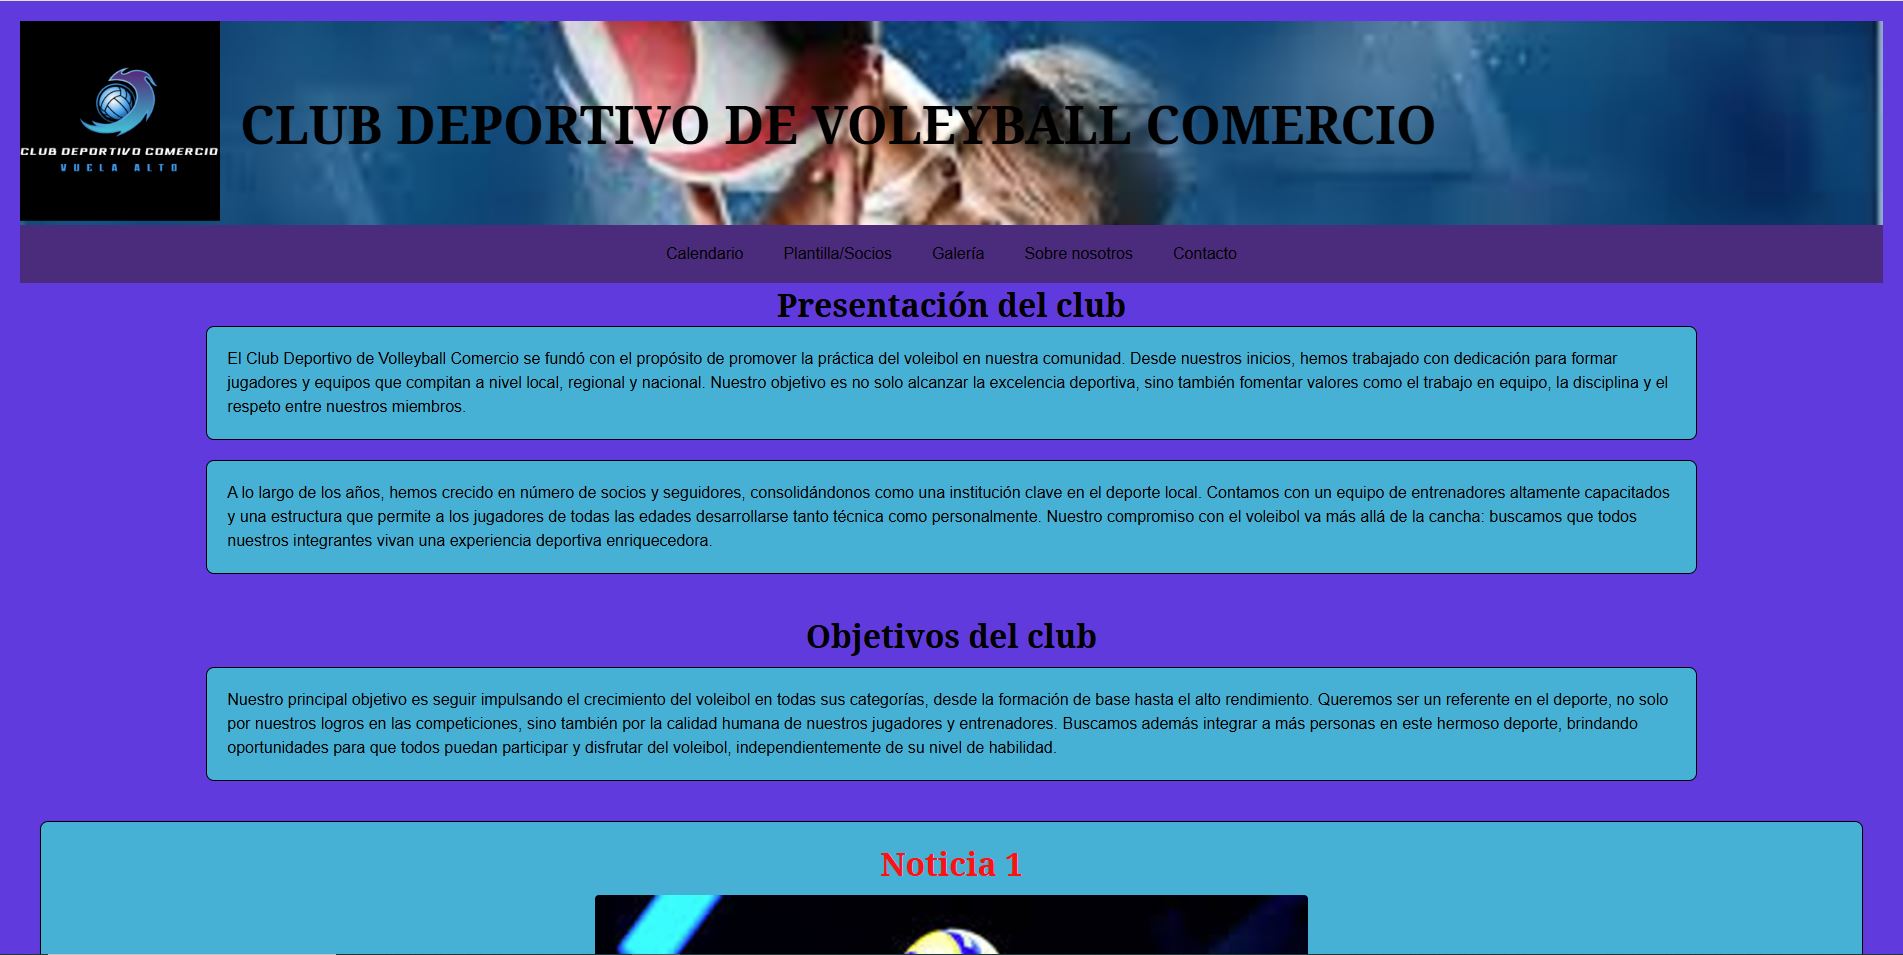 CLUB DEPORTIVO COMERCIO
VUELA ALTO
CLUB DEPORTIVO DE VOLEYBALL COMERCIO
Calendario Plantilla/Socios Galería Sobre nosotros Contacto
Presentación del club
El Club Deportivo de Volleyball Comercio se fundó con el propósito de promover la práctica del voleibol en nuestra comunidad. Desde nuestros inicios, hemos trabajado con dedicación para formar
jugadores y equipos que compitan a nivel local, regional y nacional. Nuestro objetivo es no solo alcanzar la excelencia deportiva, sino también fomentar valores como el trabajo en equipo, la disciplina y el
respeto entre nuestros miembros.
A lo largo de los años, hemos crecido en número de socios y seguidores, consolidándonos como una institución clave en el deporte local. Contamos con un equipo de entrenadores altamente capacitados
y una estructura que permite a los jugadores de todas las edades desarrollarse tanto técnica como personalmente. Nuestro compromiso con el voleibol va más allá de la cancha: buscamos que todos
nuestros integrantes vivan una experiencia deportiva enriquecedora.
Objetivos del club
Nuestro principal objetivo es seguir impulsando el crecimiento del voleibol en todas sus categorías, desde la formación de base hasta el alto rendimiento. Queremos ser un referente en el deporte, no solo
por nuestros logros en las competiciones, sino también por la calidad humana de nuestros jugadores y entrenadores. Buscamos además integrar a más personas en este hermoso deporte, brindando
oportunidades para que todos puedan participar y disfrutar del voleibol, independientemente de su nivel de habilidad.
Noticia 1